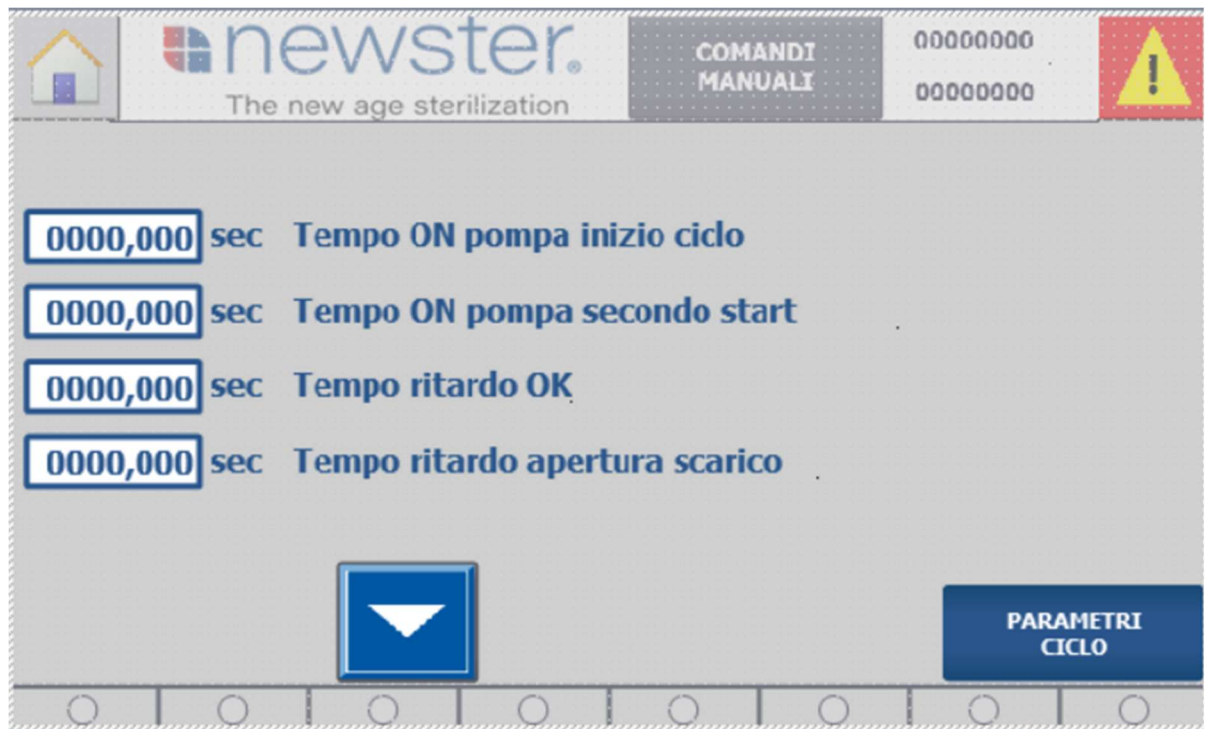 newster®
The new age sterilization
COMANDI
MANUALI
00000000
00000000
!
0000,000 sec Tempo ON pompa inizio ciclo
0000,000 sec Tempo ON pompa secondo start
0000,000 sec Tempo ritardo OK
0000,000 sec Tempo ritardo apertura scarico
PARAMETRI
CICLO